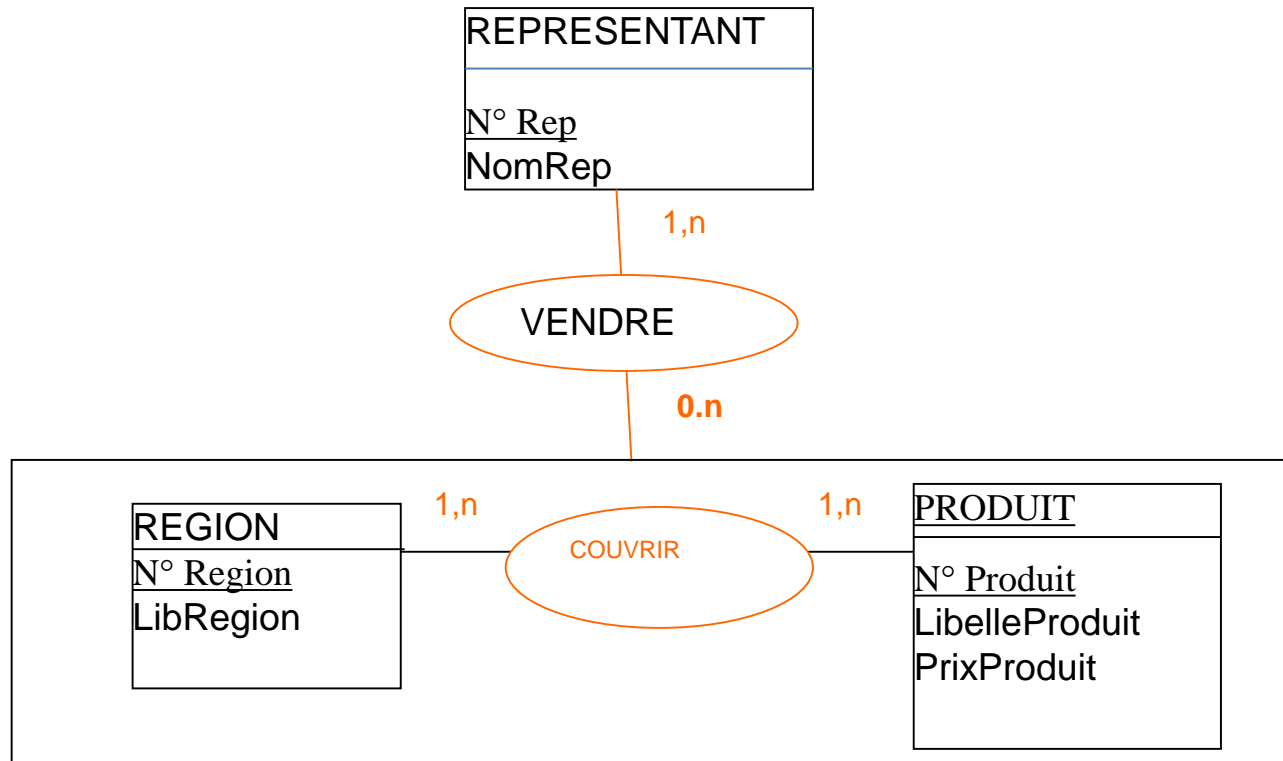 REPRESENTANT
N° Rep
NomRep
1,n
VENDRE
0.n
REGION
N° Region
LibRegion
1,n
COUVRIR
1,n
PRODUIT
N° Produit
LibelleProduit
PrixProduit